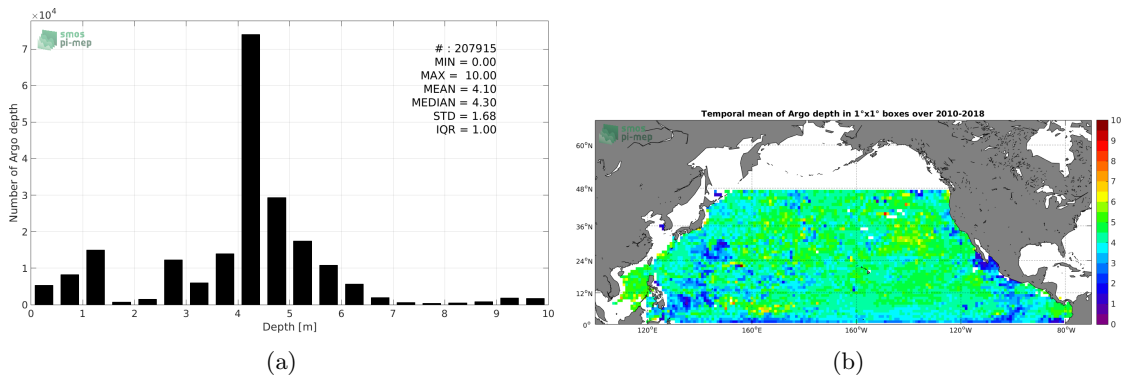 ×10⁴
smos
pi-mep
# : 207915
MIN = 0.00
MAX = 10.00
MEAN = 4.10
MEDIAN = 4.30
STD = 1.68
IQR = 1.00
Number of Argo depth
7
6
5
4
3
2
1
0
0 1 2 3 4 5 6 7 8 9 10
Depth [m]
(a)
Temporal mean of Argo depth in 1°x1° boxes over 2010-2018
smos
pi-mep
60°N
48°N
36°N
24°N
12°N
0°
120°E 160°E 160°W 120°W 80°W
10
9
8
7
6
5
4
3
2
1
0
(b)